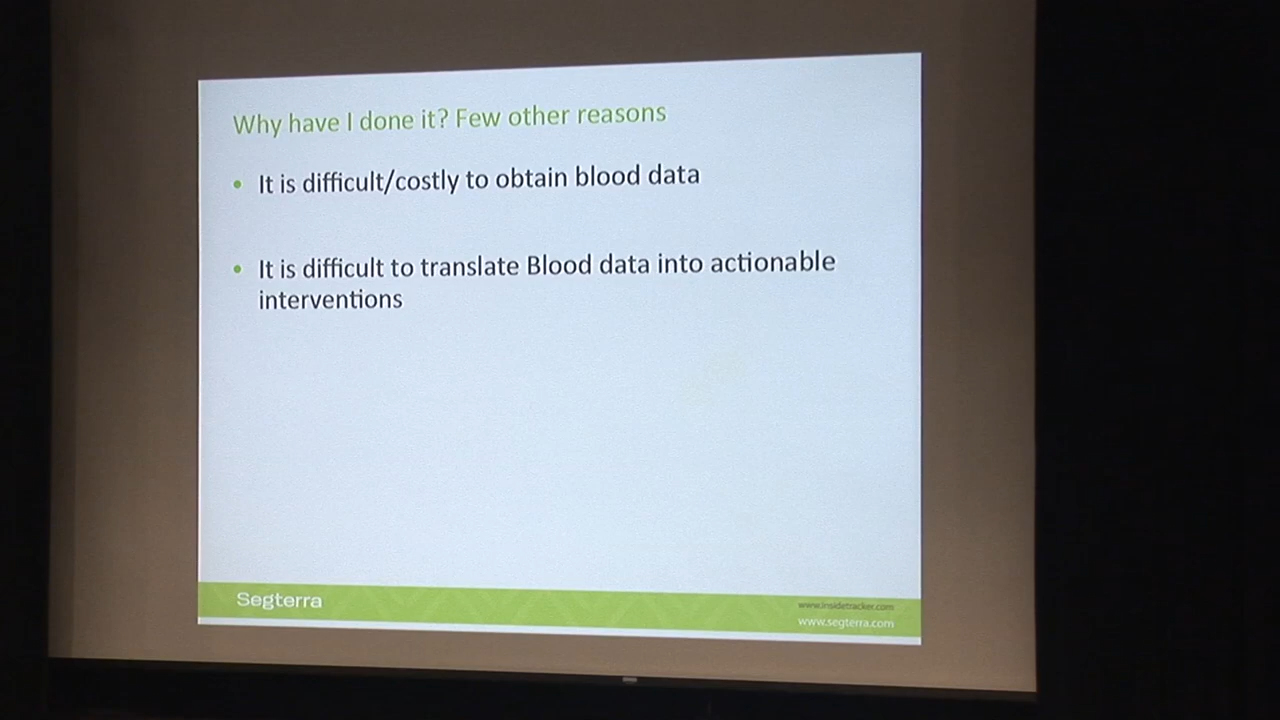 Why have I done it? Few other reasons
• It is difficult/costly to obtain blood data
• It is difficult to translate Blood data into actionable
interventions
Segterra
www.insidetracker.com
www.segterra.com